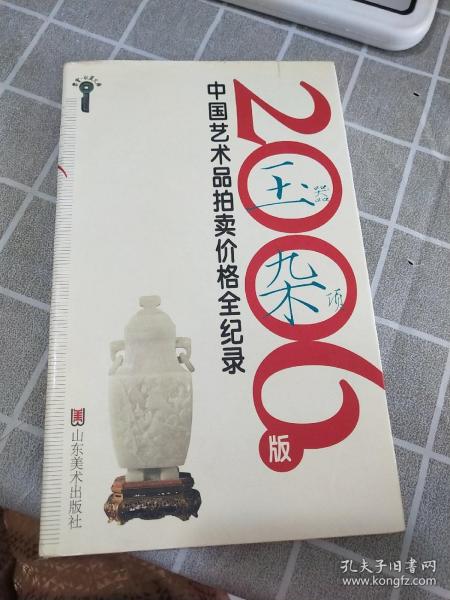 2006
玉器
杂项
版
中国艺术品拍卖价格全纪录
山东美术出版社
孔夫子旧书网
www.kongfz.com